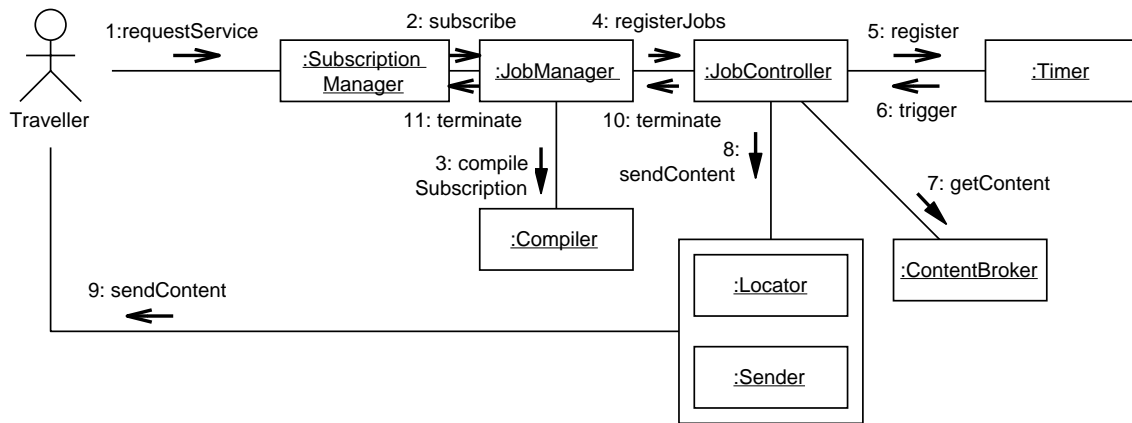 1:requestService
2: subscribe
4: registerJobs
5: register
:Subscription
Manager
:JobManager
:JobController
:Timer
Traveller
11: terminate
10: terminate
6: trigger
3: compile
Subscription
8:
sendContent
7: getContent
:Compiler
:ContentBroker
:Locator
9: sendContent
:Sender